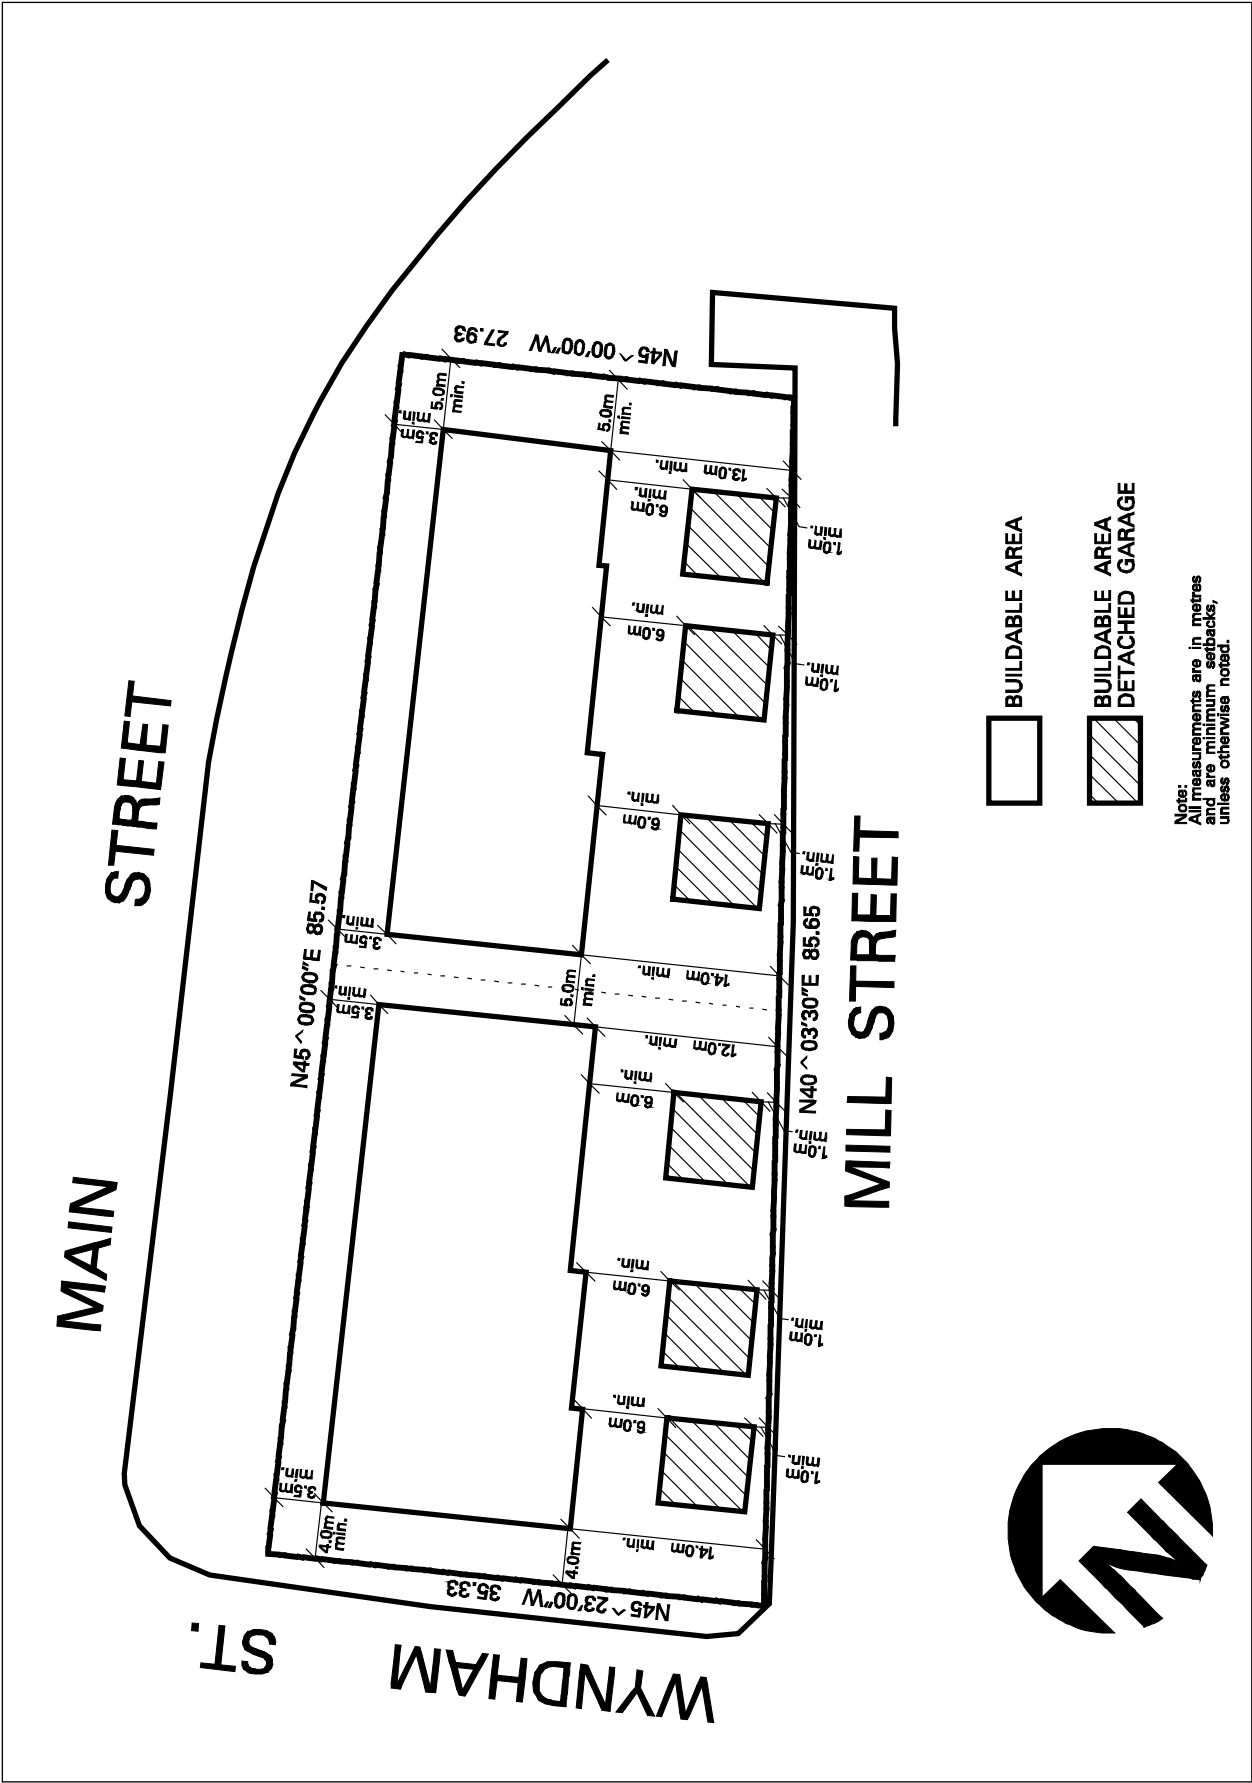 MAIN STREET
WYNDHAM ST.
MILL STREET
N45^00'00"E 85.57
N45^00'00"W 27.93
N40^03'30"E 85.65
N45^23'00"W 35.33
5.0m
min.
5.0m
min.
3.5m
min.
13.0m min.
6.0m
min.
1.0m
min.
6.0m
min.
1.0m
min.
6.0m
min.
1.0m
min.
3.5m
min.
14.0m min.
5.0m
min.
3.5m
min.
12.0m min.
6.0m
min.
1.0m
min.
6.0m
min.
1.0m
min.
6.0m
min.
1.0m
min.
3.5m
min.
4.0m
min.
4.0m
14.0m min.
BUILDABLE AREA
BUILDABLE AREA
DETACHED GARAGE
Note:
All measurements are in metres
and are minimum setbacks,
unless otherwise noted.
N